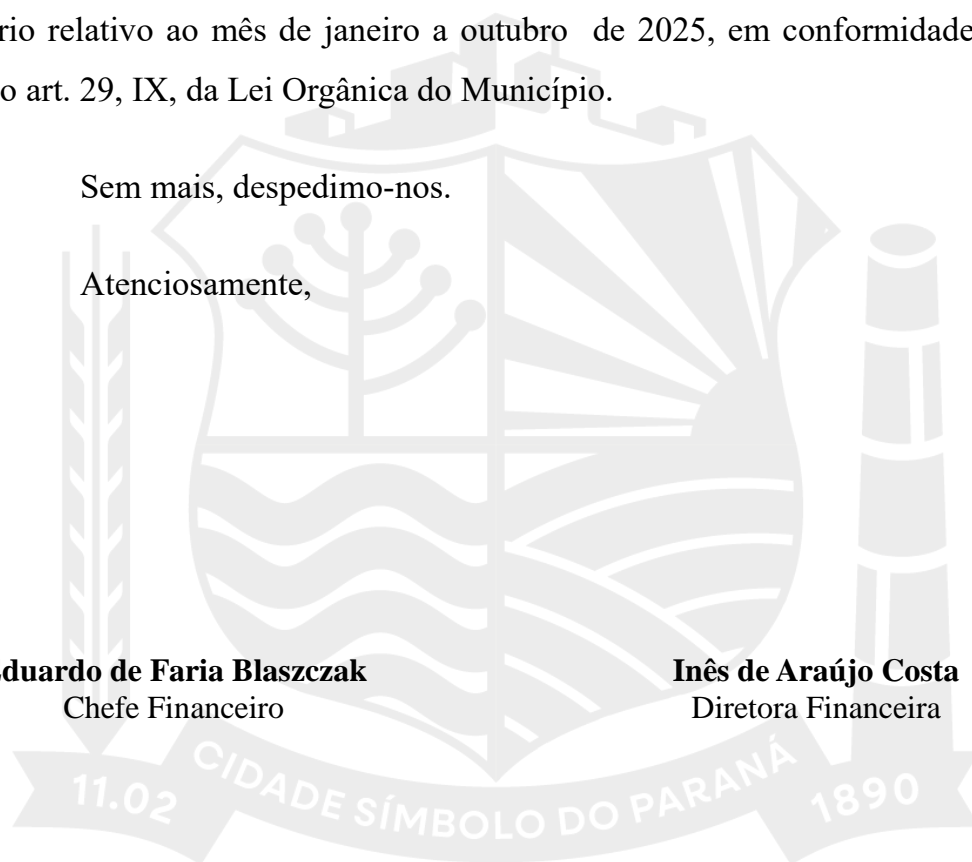 rio relativo ao mês de janeiro a outubro  de 2025, em conformidade
o art. 29, IX, da Lei Orgânica do Município.
Sem mais, despedimo-nos.
Atenciosamente,
Eduardo de Faria Blaszczak
Inês de Araújo Costa
Chefe Financeiro
Diretora Financeira
11.02
CIDADE SÍMBOLO DO PARANÁ
1890